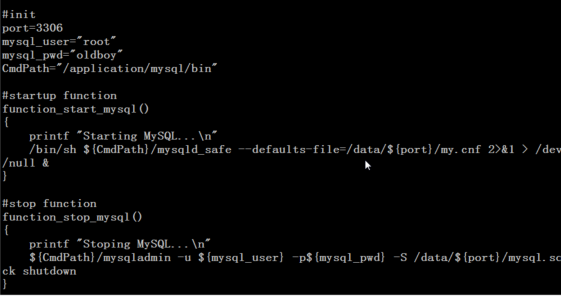 #init
port=3306
mysql_user="root"
mysql_pwd="oldboy"
CmdPath="/application/mysql/bin"
#startup function
function_start_mysql()
{
printf "Starting MySQL...\n"
/bin/sh ${CmdPath}/mysqld_safe --defaults-file=/data/${port}/my.cnf 2>&1 > /dev
/null &
}
#stop function
function_stop_mysql()
{
printf "Stoping MySQL...\n"
${CmdPath}/mysqladmin -u ${mysql_user} -p${mysql_pwd} -S /data/${port}/mysql.so
ck shutdown
}